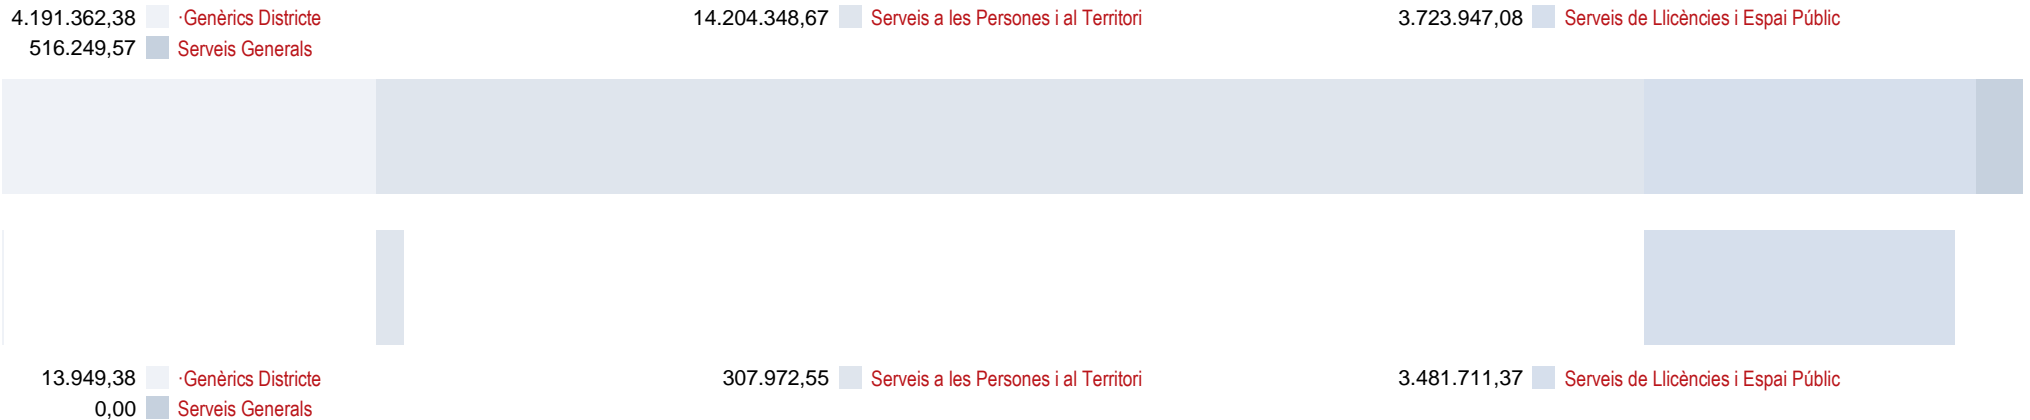 4.191.362,38 ·Genèrics Districte 14.204.348,67 Serveis a les Persones i al Territori 3.723.947,08 Serveis de Llicències i Espai Públic
516.249,57 Serveis Generals
13.949,38 ·Genèrics Districte 307.972,55 Serveis a les Persones i al Territori 3.481.711,37 Serveis de Llicències i Espai Públic
0,00 Serveis Generals